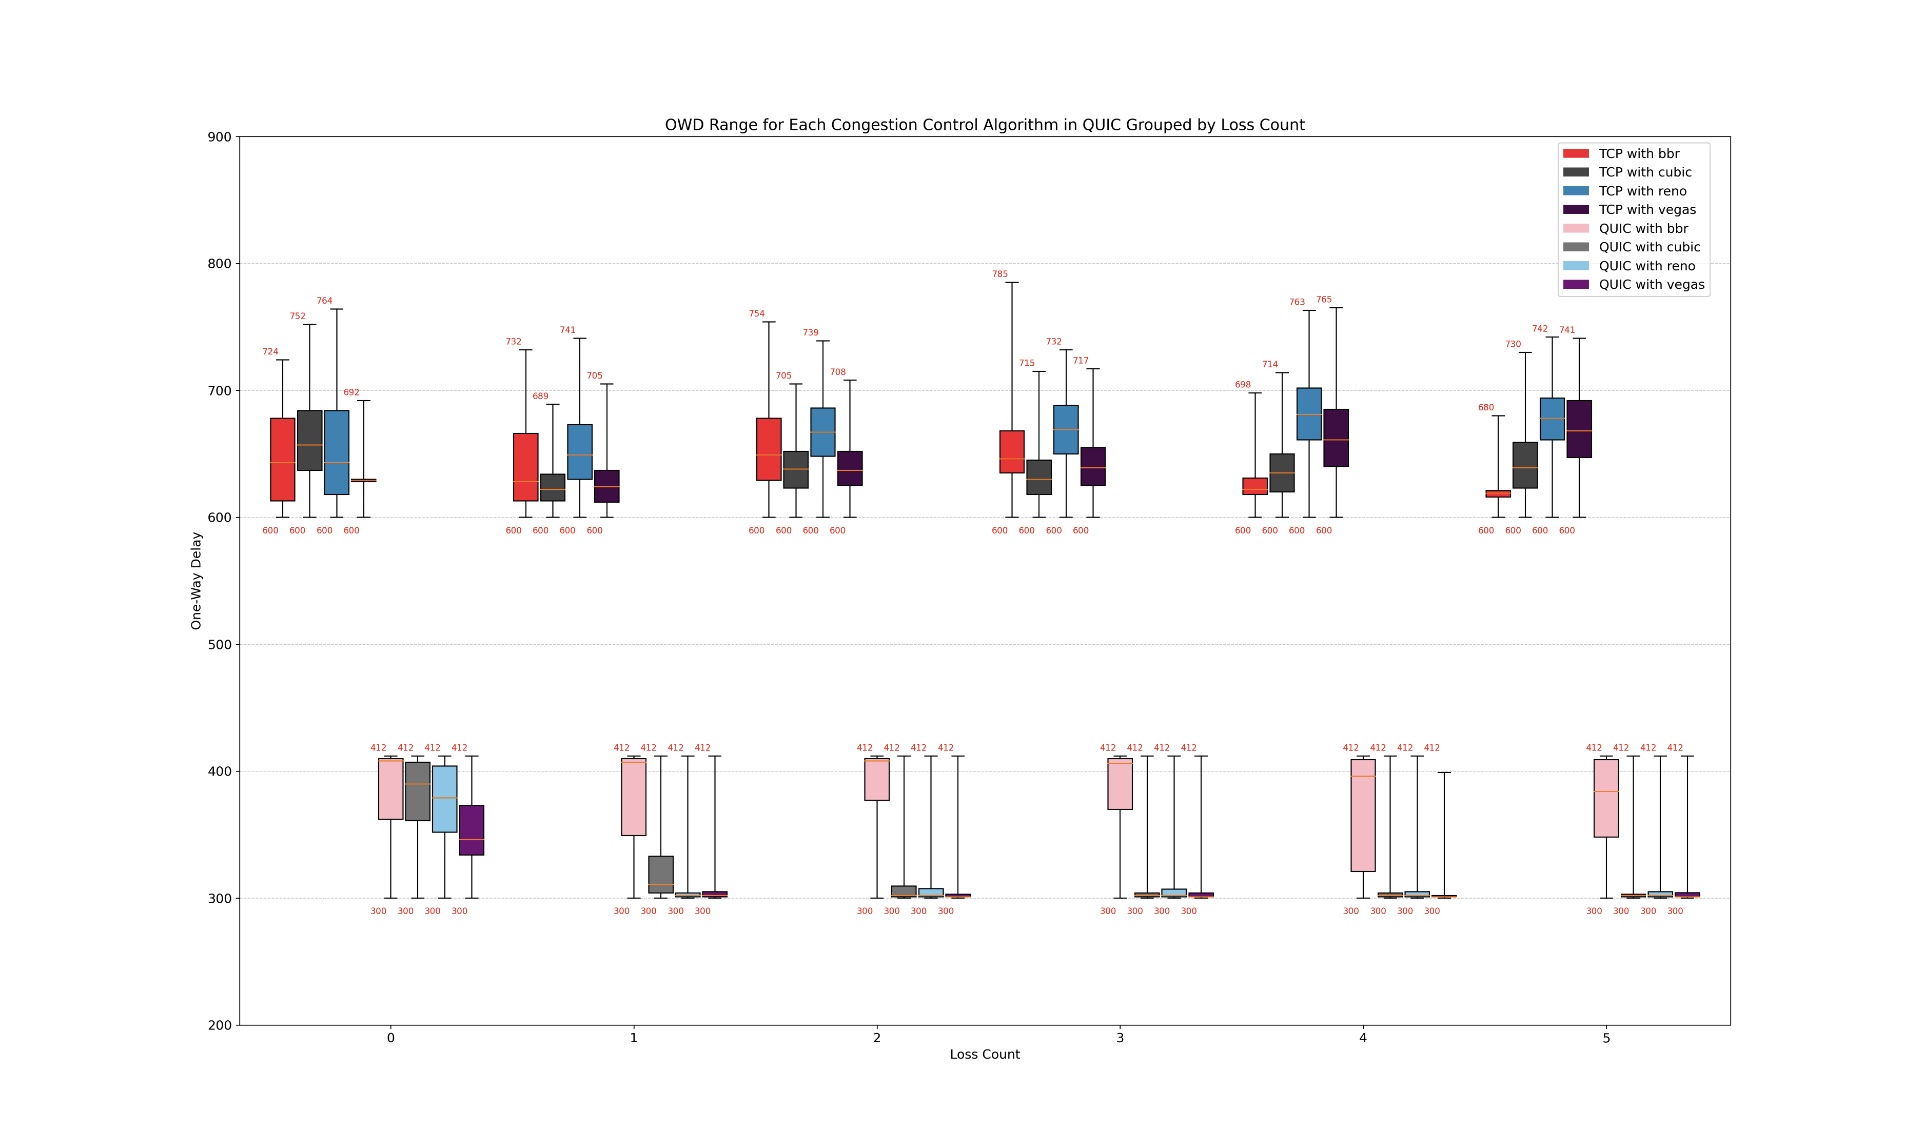 OWD Range for Each Congestion Control Algorithm in QUIC Grouped by Loss Count
900
800
700
600
500
400
300
200
One-Way Delay
TCP with bbr
TCP with cubic
TCP with reno
TCP with vegas
QUIC with bbr
QUIC with cubic
QUIC with reno
QUIC with vegas
724 752 764 692
732 689 741 705
754 705 739 708
785 715 732 717
698 714 763 765
680 730 742 741
600 600 600 600
600 600 600 600
600 600 600 600
600 600 600 600
600 600 600 600
600 600 600 600
412 412 412 412
412 412 412 412
412 412 412 412
412 412 412 412
412 412 412 412
412 412 412 412
300 300 300 300
300 300 300 300
300 300 300 300
300 300 300 300
300 300 300 300
300 300 300 300
0 1 2 3 4 5
Loss Count